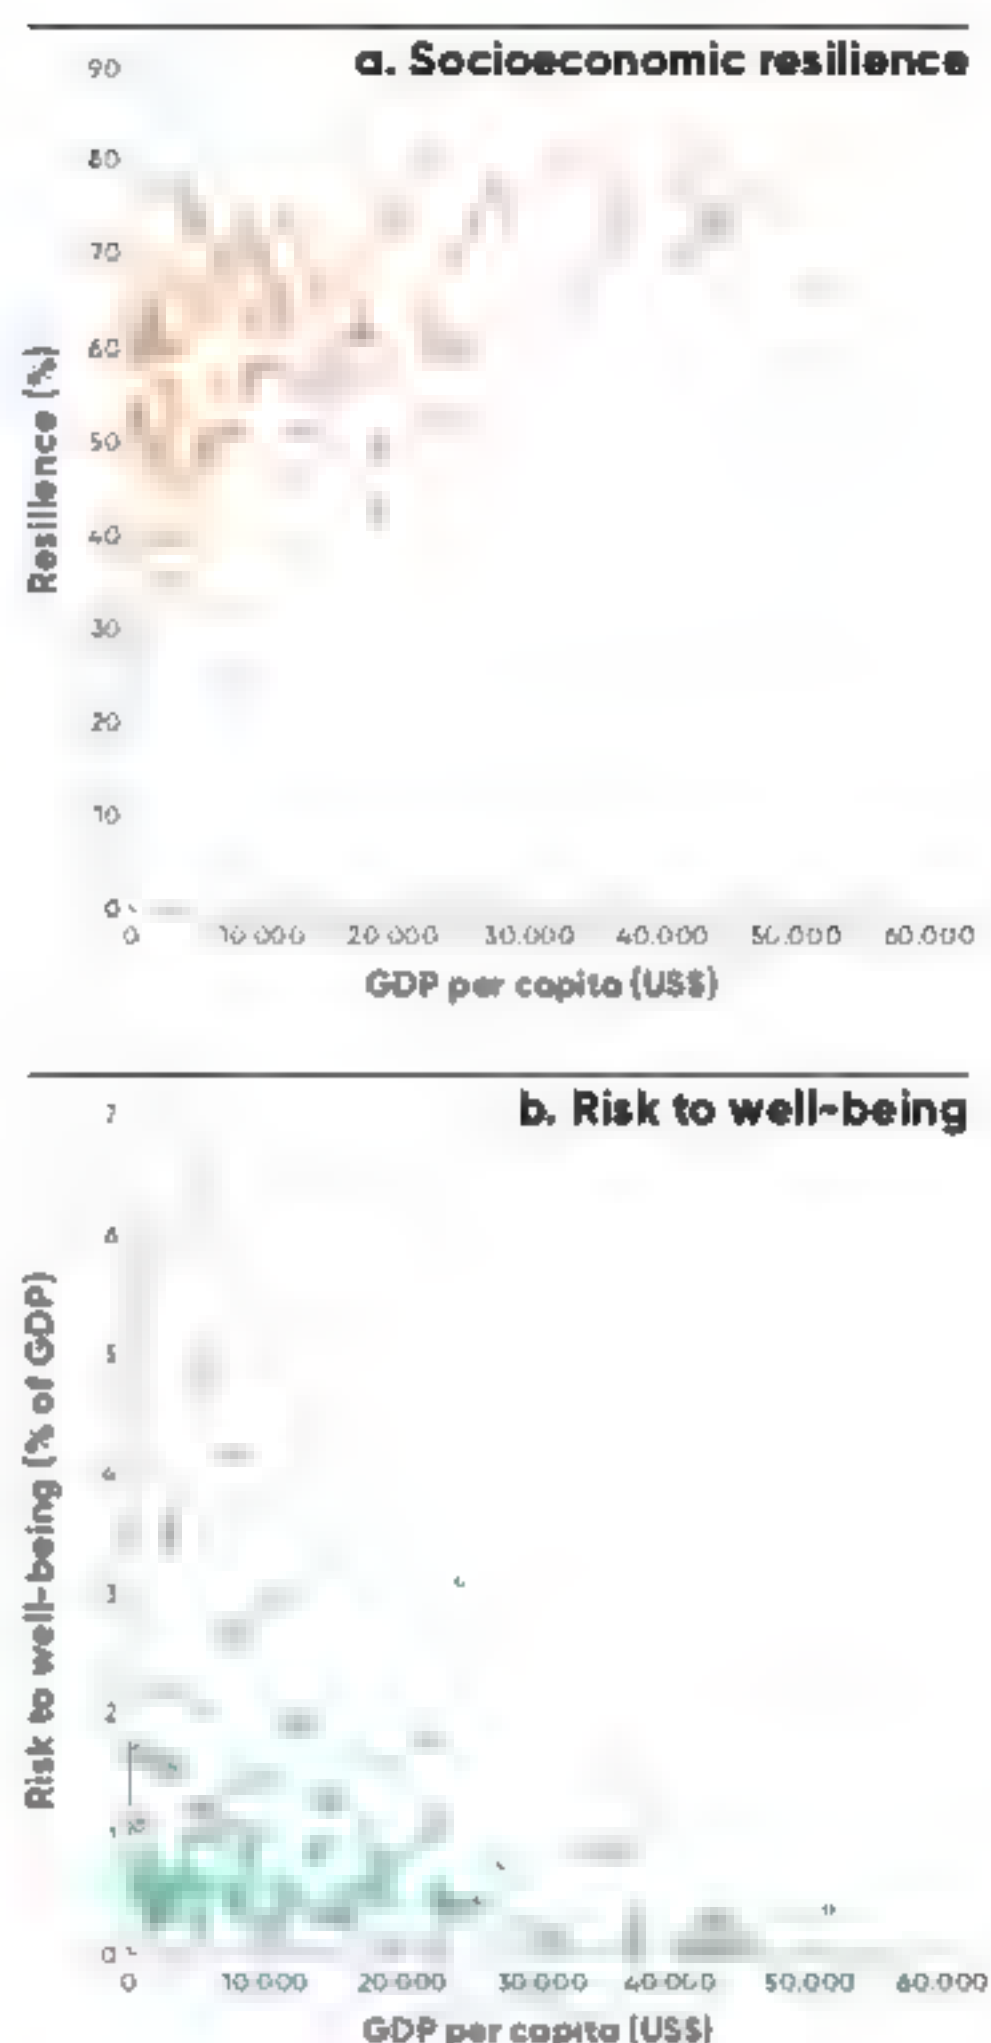 a. Socioeconomic resilience
90
80
70
60
50
40
30
20
10
0
Resilience (%)
0 10 000 20 000 30.000 40.000 50.000 60.000
GDP per capita (US$)
b. Risk to well-being
7
6
5
4
3
2
1
0
Risk to well-being (% of GDP)
0 10 000 20 000 30 000 40 000 50,000 60.000
GDP per capita (US$)